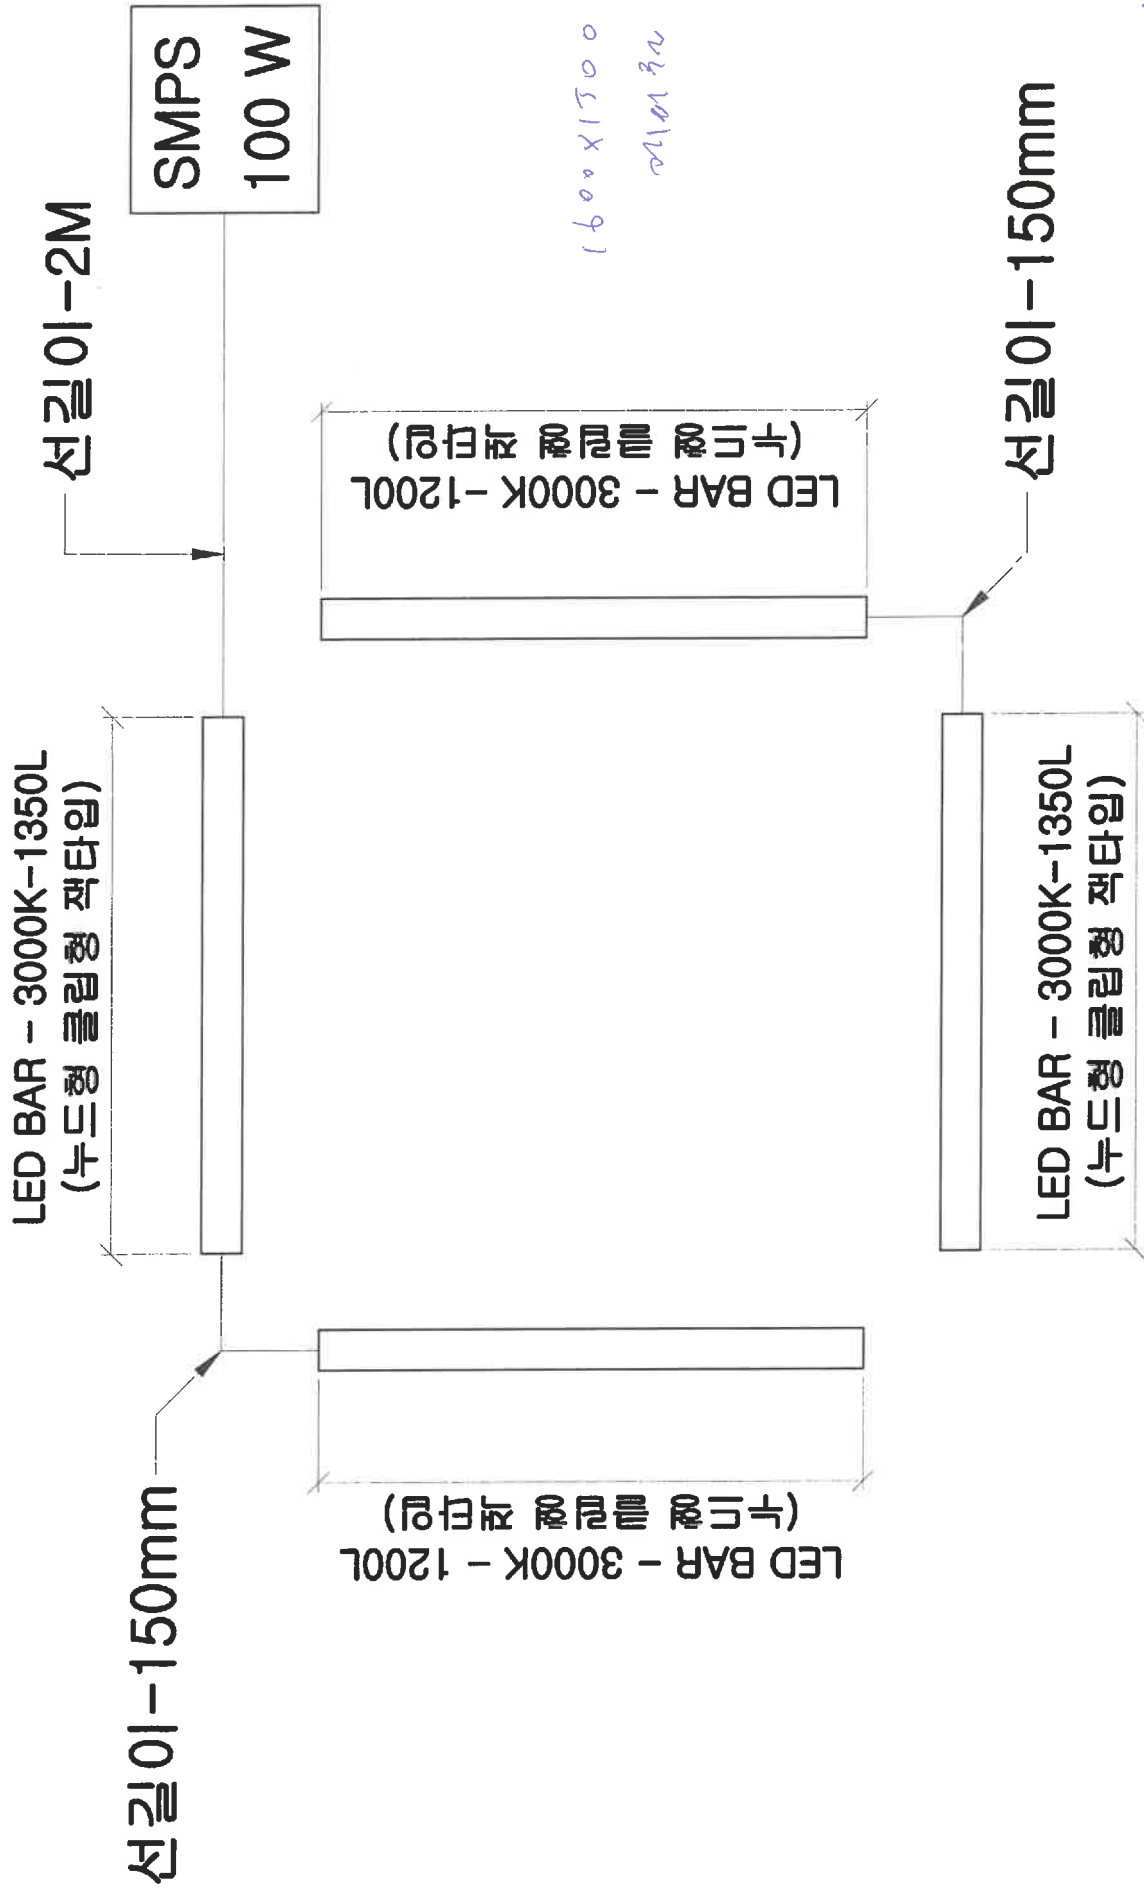 LED BAR - 3000K-1350L
(누드형 클립형 잭타입)
선길이-2M
선길이-150mm
SMPS
100 W
LED BAR - 3000K - 1200L
(누드형 클립형 잭타입)
LED BAR - 3000K -1200L
(누드형 클립형 잭타입)
선길이-150mm
LED BAR - 3000K-1350L
(누드형 클립형 잭타입)